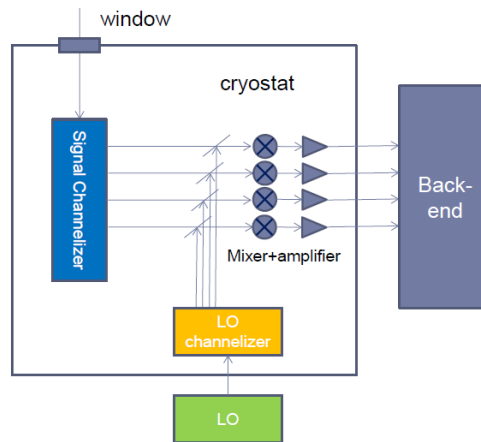 window
cryostat
Signal Channelizer
Back-
end
Mixer+amplifier
LO
channelizer
LO